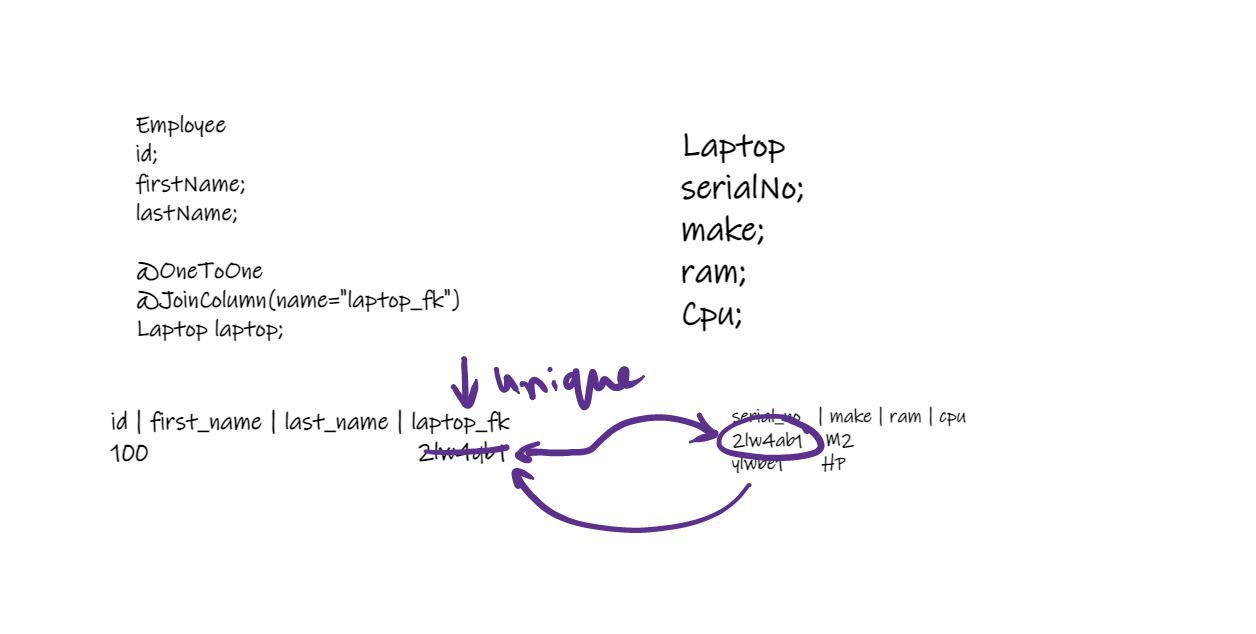 Employee
id;
firstName;
lastName;
@OneToOne
@JoinColumn(name="laptop_fk")
Laptop laptop;
Laptop
serialNo;
make;
ram;
Cpu;
unique
id | first_name | last_name | laptop_fk
100 2lw4ab1
serial_no | make | ram | cpu
2lw4ab1 M2
ylwbe1 HP